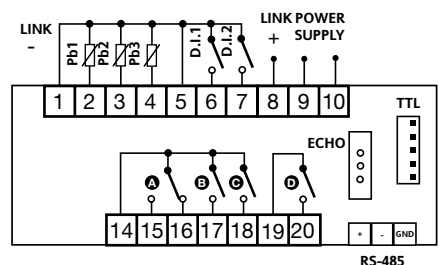 LINK
-
Pb1
Pb2
Pb3
D.I.1
D.I.2
LINK
+
POWER
SUPPLY
1 2 3 4 5 6 7 8 9 10
TTL
ECHO
A B C D
14 15 16 17 18 19 20
+ - GND
RS-485